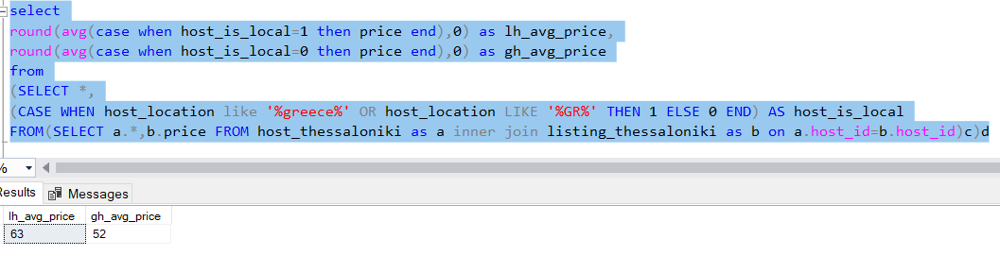 select
round(avg(case when host_is_local=1 then price end),0) as lh_avg_price,
round(avg(case when host_is_local=0 then price end),0) as gh_avg_price
from
(SELECT *,
(CASE WHEN host_location like '%greece%' OR host_location LIKE '%GR%' THEN 1 ELSE 0 END) AS host_is_local
FROM(SELECT a.*,b.price FROM host_thessaloniki as a inner join listing_thessaloniki as b on a.host_id=b.host_id)c)d
%
Results Messages
lh_avg_price gh_avg_price
63 52